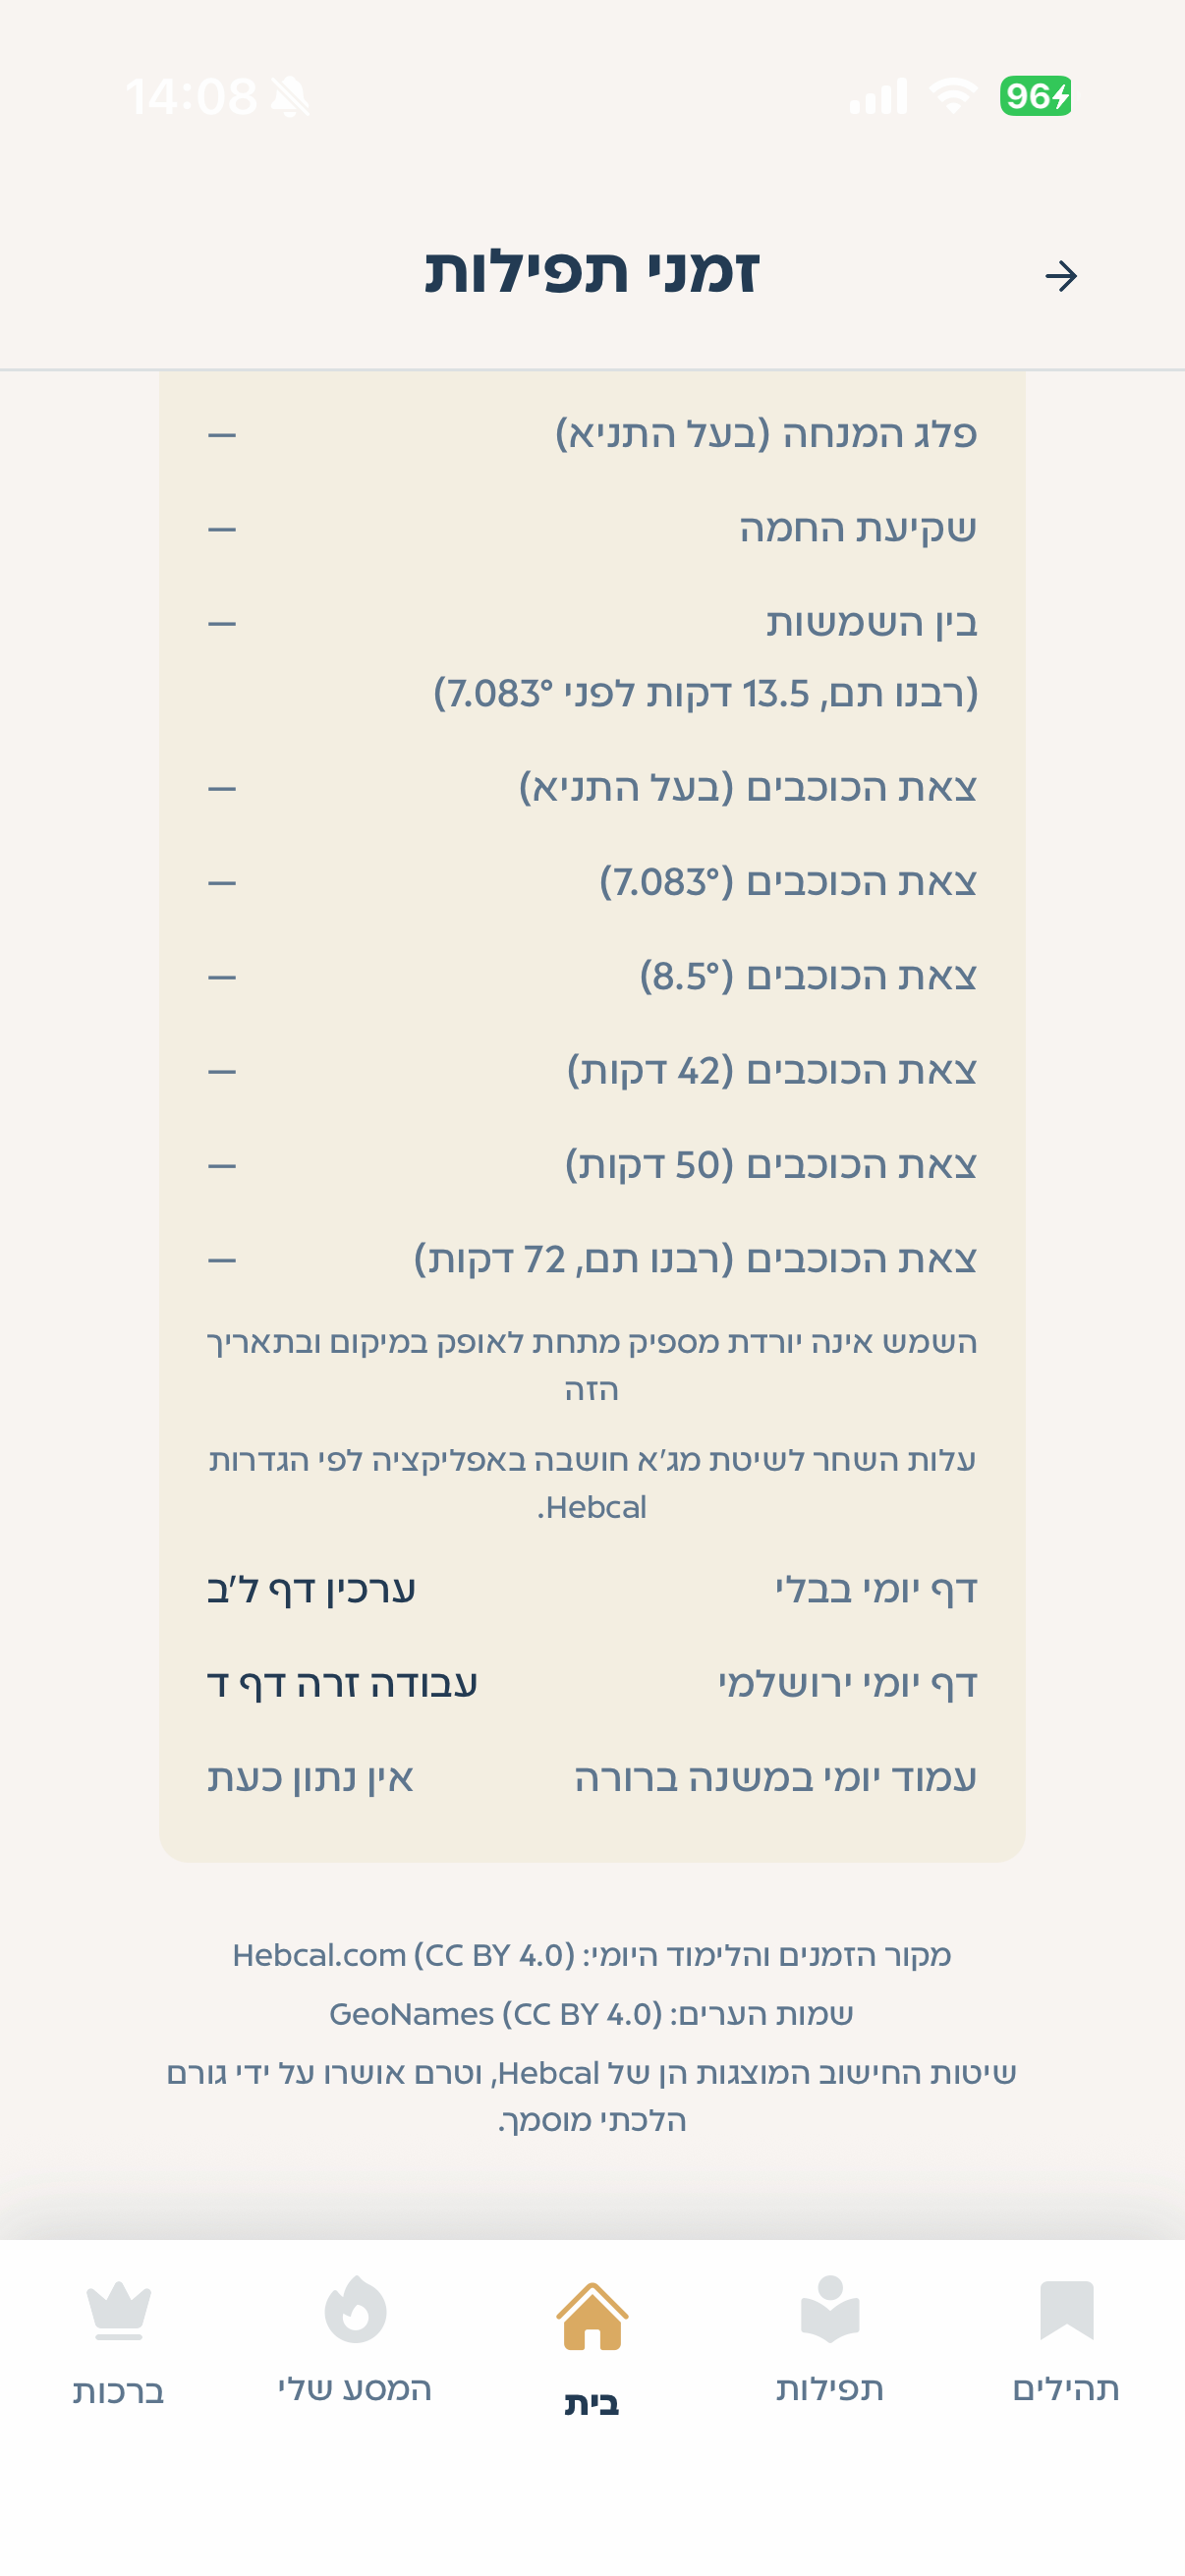 14:08
96
זמני תפילות
פלג המנחה (בעל התניא) —
שקיעת החמה —
בין השמשות —
(רבנו תם, 13.5 דקות לפני 7.083°)
צאת הכוכבים (בעל התניא) —
צאת הכוכבים (7.083°) —
צאת הכוכבים (8.5°) —
צאת הכוכבים (42 דקות) —
צאת הכוכבים (50 דקות) —
צאת הכוכבים (רבנו תם, 72 דקות) —
השמש אינה יורדת מספיק מתחת לאופק במיקום ובתאריך
הזה
עלות השחר לשיטת מג'א חושבה באפליקציה לפי הגדרות
Hebcal.
דף יומי בבלי ערכין דף ל'ב
דף יומי ירושלמי עבודה זרה דף ד
עמוד יומי במשנה ברורה אין נתון כעת
מקור הזמנים והלימוד היומי: Hebcal.com (CC BY 4.0)
שמות הערים: GeoNames (CC BY 4.0)
שיטות החישוב המוצגות הן של Hebcal, וטרם אושרו על ידי גורם
הלכתי מוסמך.
תהילים תפילות בית המסע שלי ברכות